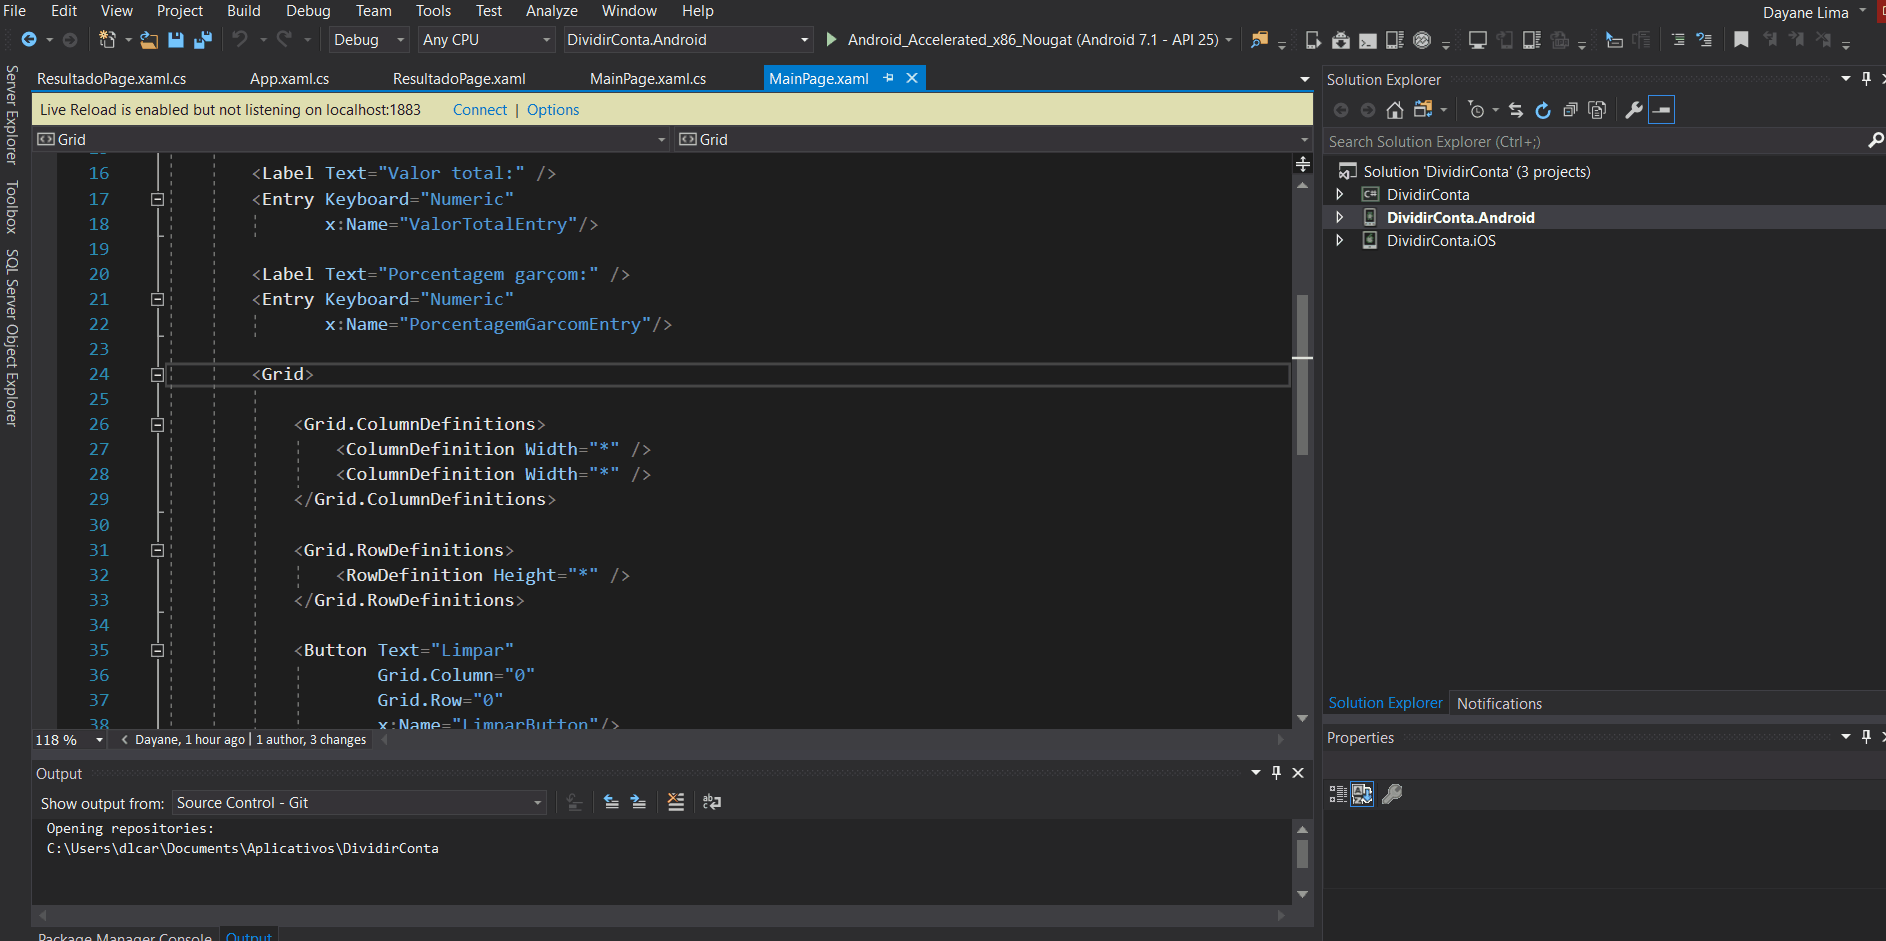 File Edit View Project Build Debug Team Tools Test Analyze Window Help
Dayane Lima
Debug Any CPU DividirConta.Android Android_Accelerated_x86_Nougat (Android 7.1 - API 25)
Server Explorer
Toolbox
SQL Server Object Explorer
ResultadoPage.xaml.cs App.xaml.cs ResultadoPage.xaml MainPage.xaml.cs MainPage.xaml
Live Reload is enabled but not listening on localhost:1883 Connect | Options
Grid Grid
16 <Label Text="Valor total:" />
17 <Entry Keyboard="Numeric"
18 x:Name="ValorTotalEntry"/>
19
20 <Label Text="Porcentagem garçom:" />
21 <Entry Keyboard="Numeric"
22 x:Name="PorcentagemGarcomEntry"/>
23
24 <Grid>
25
26 <Grid.ColumnDefinitions>
27 <ColumnDefinition Width="*" />
28 <ColumnDefinition Width="*" />
29 </Grid.ColumnDefinitions>
30
31 <Grid.RowDefinitions>
32 <RowDefinition Height="*" />
33 </Grid.RowDefinitions>
34
35 <Button Text="Limpar"
36 Grid.Column="0"
37 Grid.Row="0"
38 x:Name="LimparButton"/>
118 % Dayane, 1 hour ago | 1 author, 3 changes
Output
Show output from: Source Control - Git
Opening repositories:
C:\Users\dlcar\Documents\Aplicativos\DividirConta
Package Manager Console Output
Solution Explorer
Search Solution Explorer (Ctrl+;)
Solution 'DividirConta' (3 projects)
C# DividirConta
DividirConta.Android
DividirConta.iOS
Solution Explorer Notifications
Properties